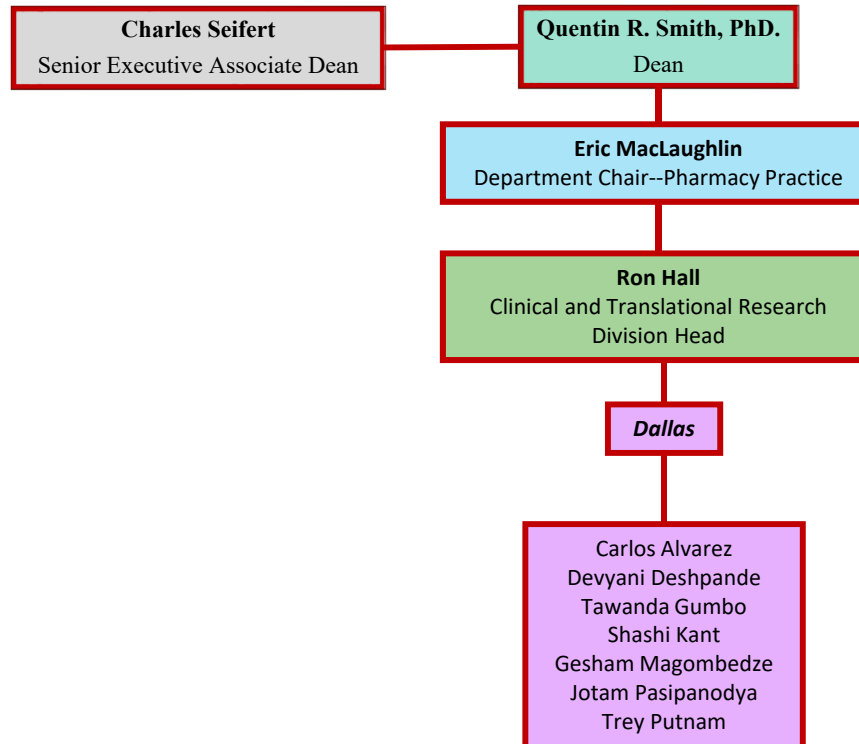 Charles Seifert
Senior Executive Associate Dean
Quentin R. Smith, PhD.
Dean
Eric MacLaughlin
Department Chair--Pharmacy Practice
Ron Hall
Clinical and Translational Research
Division Head
Dallas
Carlos Alvarez
Devyani Deshpande
Tawanda Gumbo
Shashi Kant
Gesham Magombedze
Jotam Pasipanodya
Trey Putnam